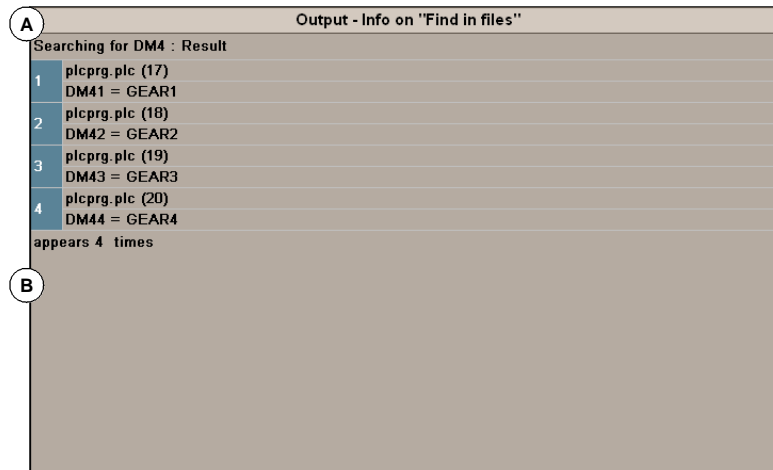 A
Output - Info on "Find in files"
Searching for DM4 : Result
1
plcprg.plc (17)
DM41 = GEAR1
2
plcprg.plc (18)
DM42 = GEAR2
3
plcprg.plc (19)
DM43 = GEAR3
4
plcprg.plc (20)
DM44 = GEAR4
appears 4 times
B